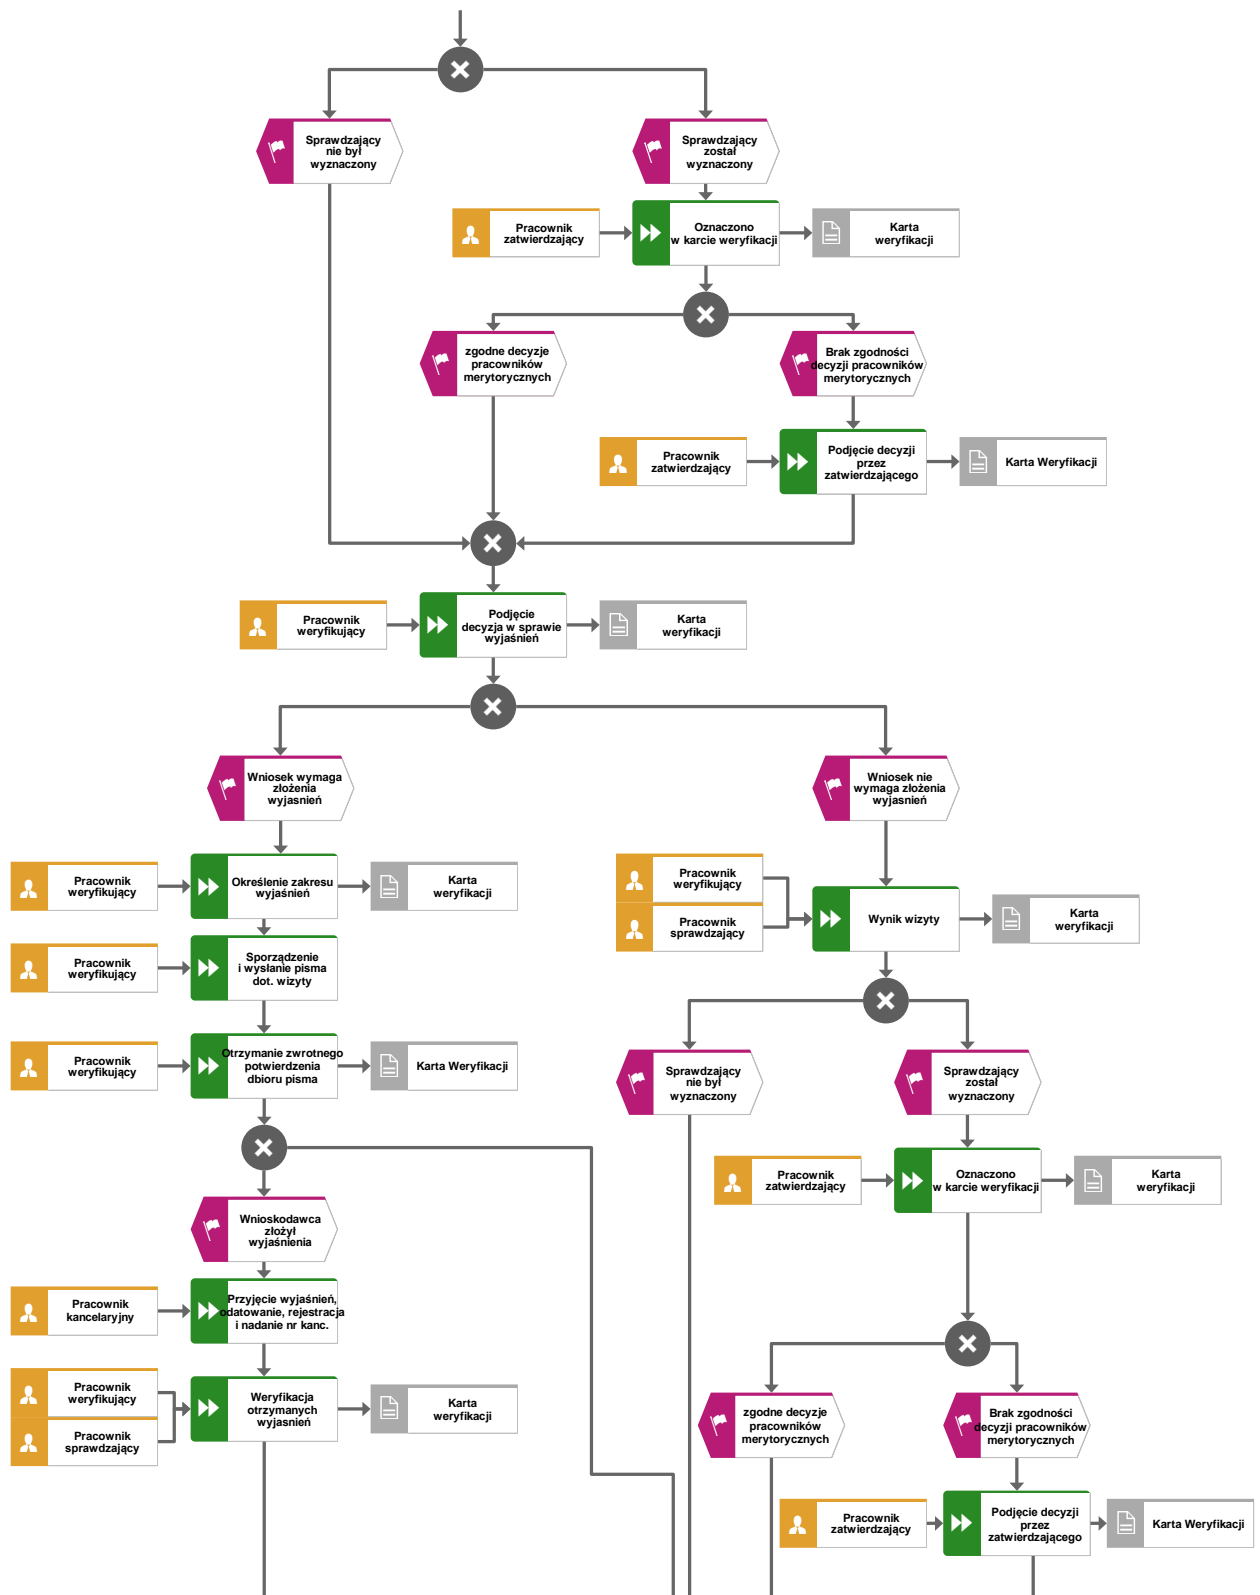 Sprawdzający
nie był
wyznaczony
Sprawdzający
został
wyznaczony
Pracownik
zatwierdzający
Oznaczono
w karcie weryfikacji
Karta
weryfikacji
zgodne decyzje
pracowników
merytorycznych
Brak zgodności
decyzji pracowników
merytorycznych
Pracownik
zatwierdzający
Podjęcie decyzji
przez
zatwierdzającego
Karta Weryfikacji
Pracownik
weryfikujący
Podjęcie
decyzja w sprawie
wyjaśnień
Karta
weryfikacji
Wniosek wymaga
złożenia
wyjasnień
Wniosek nie
wymaga złożenia
wyjasnień
Pracownik
weryfikujący
Określenie zakresu
wyjaśnień
Karta
weryfikacji
Pracownik
weryfikujący
Pracownik
sprawdzający
Wynik wizyty
Karta
weryfikacji
Pracownik
weryfikujący
Sporządzenie
i wysłanie pisma
dot. wizyty
Pracownik
weryfikujący
Otrzymanie zwrotnego
potwierdzenia
dbioru pisma
Karta Weryfikacji
Sprawdzający
nie był
wyznaczony
Sprawdzający
został
wyznaczony
Pracownik
zatwierdzający
Oznaczono
w karcie weryfikacji
Karta
weryfikacji
Wnioskodawca
złożył
wyjaśnienia
Pracownik
kancelaryjny
Przyjęcie wyjaśnień,
odatowanie, rejestracja
i nadanie nr kanc.
Pracownik
weryfikujący
Pracownik
sprawdzający
Weryfikacja
otrzymanych
wyjasnień
Karta
weryfikacji
zgodne decyzje
pracowników
merytorycznych
Brak zgodności
decyzji pracowników
merytorycznych
Pracownik
zatwierdzający
Podjęcie decyzji
przez
zatwierdzającego
Karta Weryfikacji